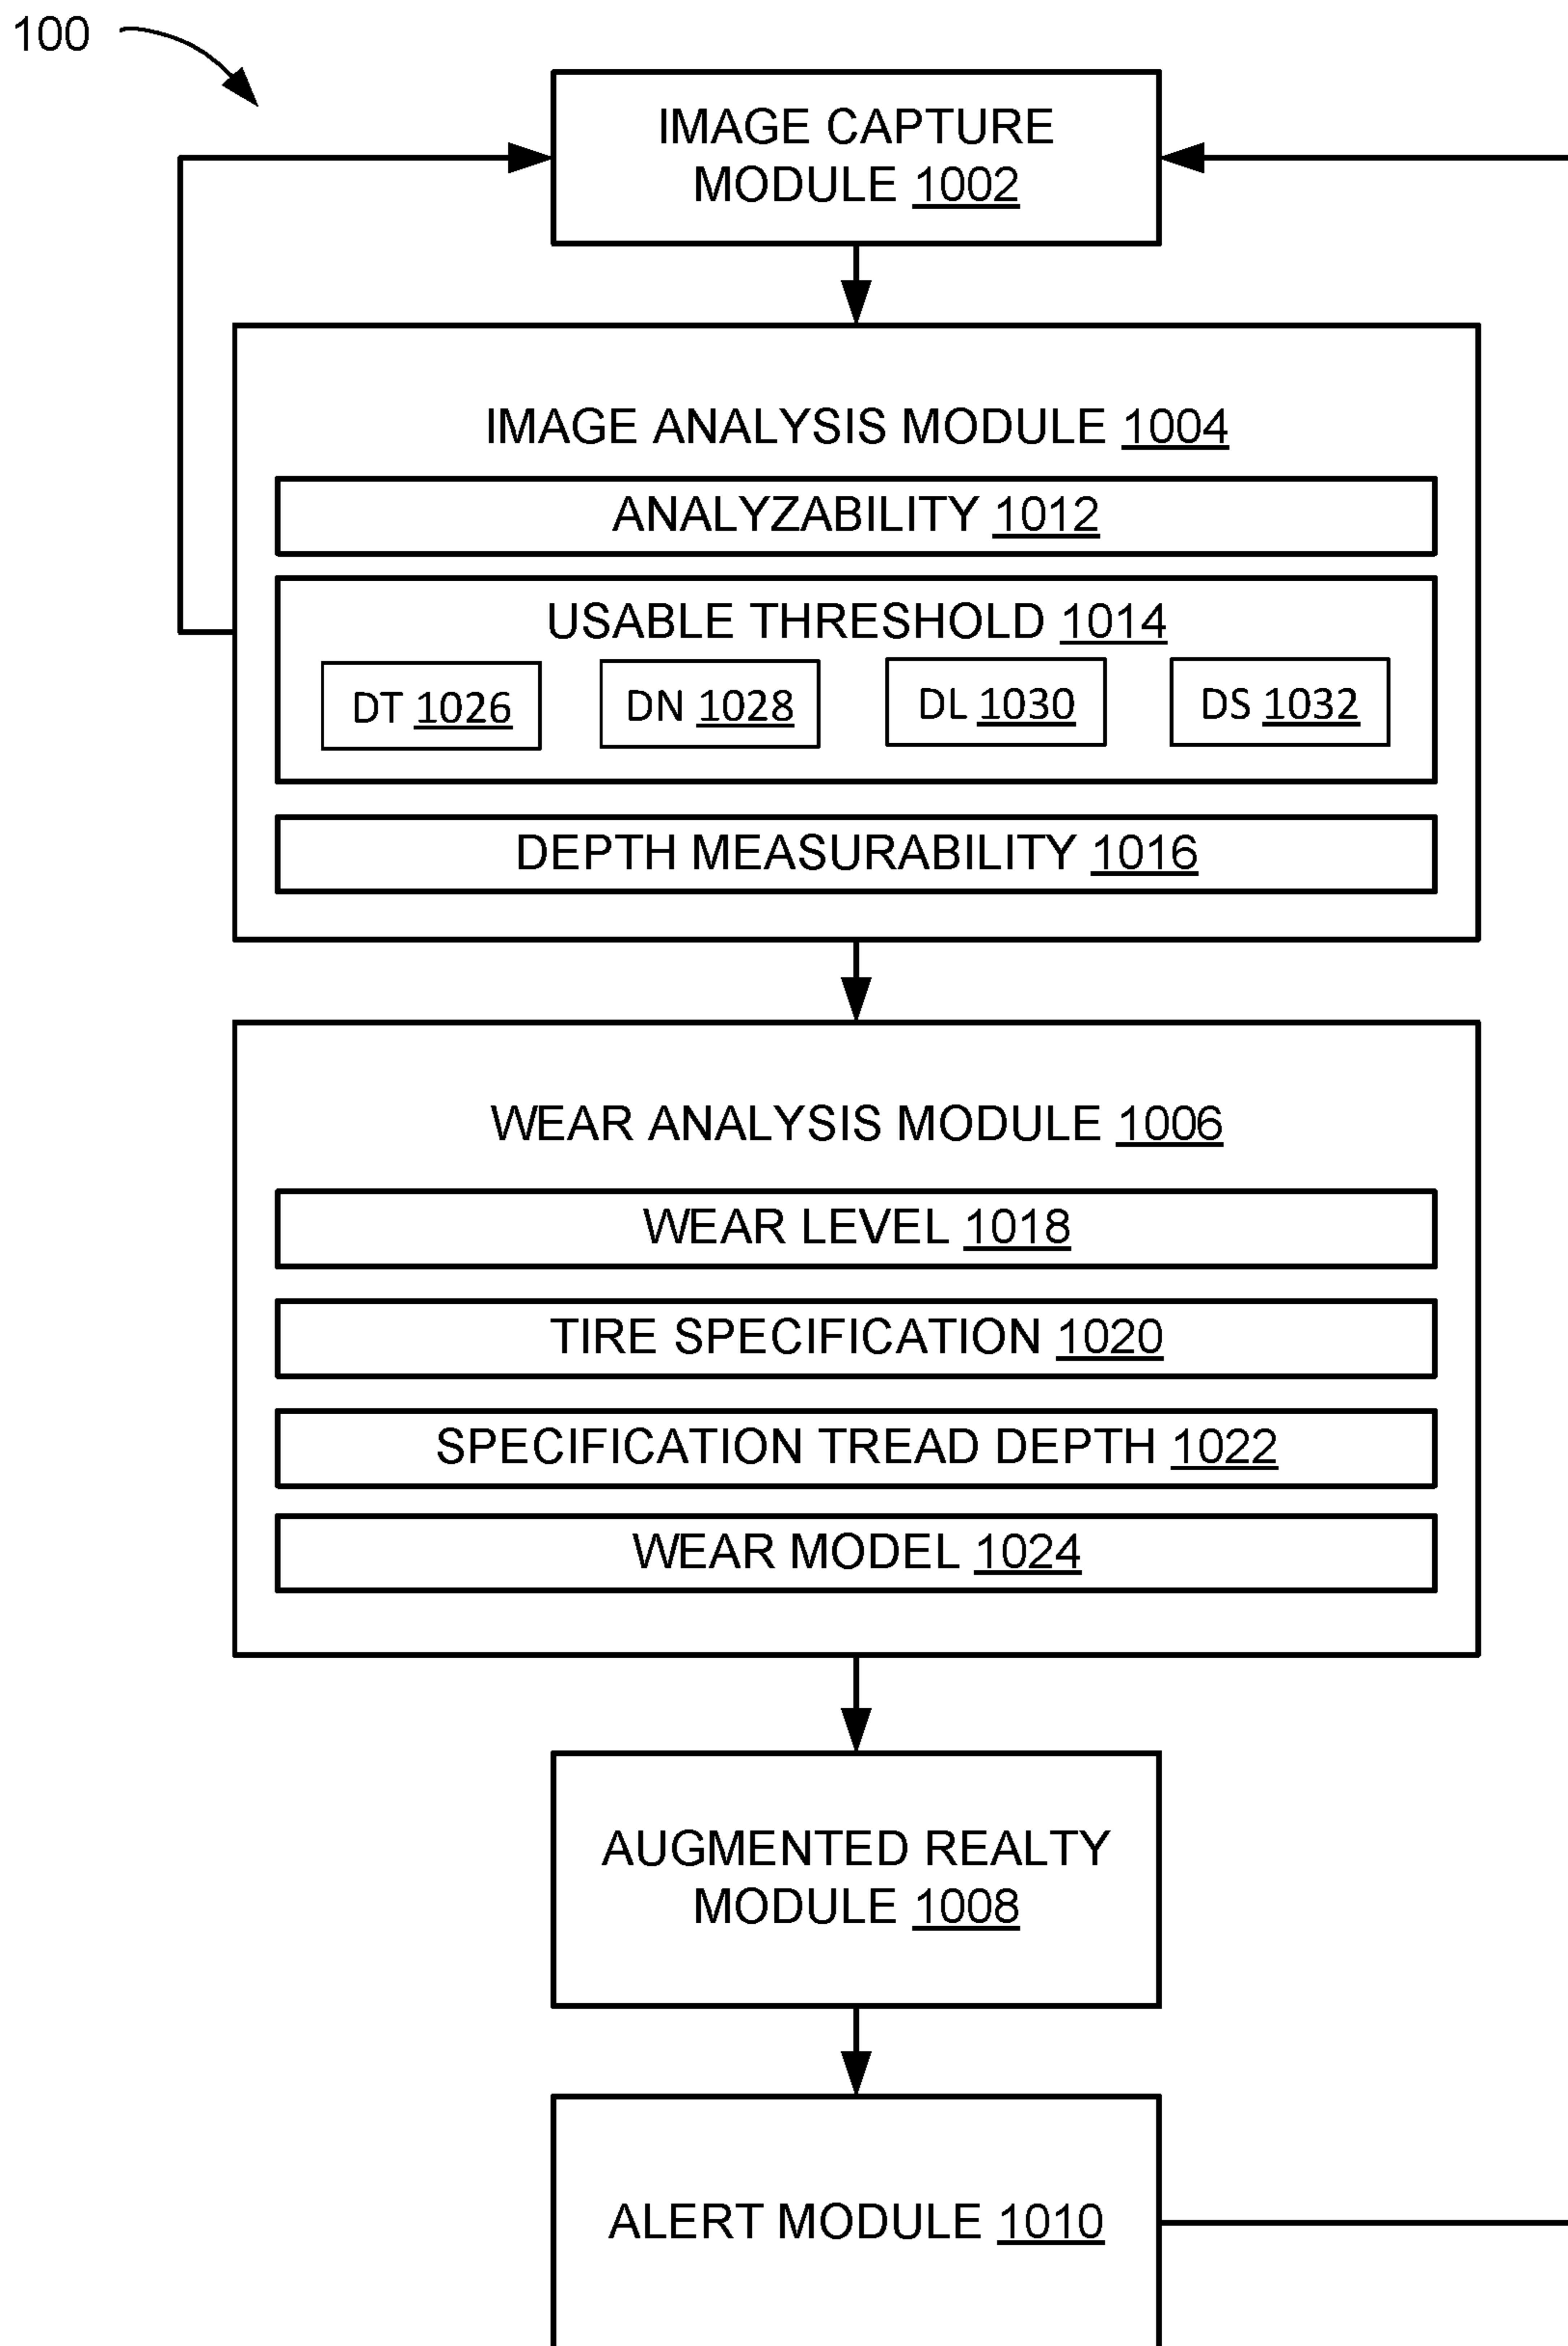 100
IMAGE CAPTURE
MODULE 1002
IMAGE ANALYSIS MODULE 1004
ANALYZABILITY 1012
USABLE THRESHOLD 1014
DT 1026
DN 1028
DL 1030
DS 1032
DEPTH MEASURABILITY 1016
WEAR ANALYSIS MODULE 1006
WEAR LEVEL 1018
TIRE SPECIFICATION 1020
SPECIFICATION TREAD DEPTH 1022
WEAR MODEL 1024
AUGMENTED REALTY
MODULE 1008
ALERT MODULE 1010